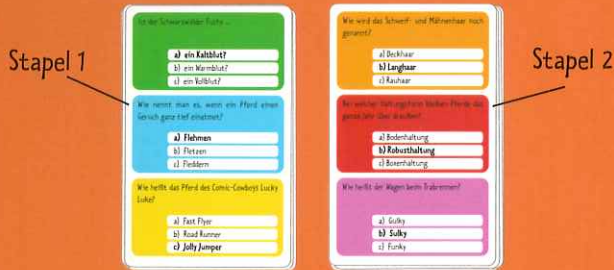 Stapel 1
Ist der Schwarzwälder Fuchs ...
a) ein Kaltblut?
b) ein Warmblut?
c) ein Vollblut?
Wie nennt man es, wenn ein Pferd einen
Geruch ganz tief einatmet?
a) Flehmen
b) Fletzen
c) Fleddern
Wie heißt das Pferd des Comic-Cowboys Lucky
Luke?
a) Fast Flyer
b) Road Runner
c) Jolly Jumper
Stapel 2
Wie wird das Schweif- und Mähnenhaar noch
genannt?
a) Deckhaar
b) Langhaar
c) Rauhaar
Bei welcher Haltungsform bleiben Pferde das
ganze Jahr über draußen?
a) Bodenhaltung
b) Robusthaltung
c) Boxenhaltung
Wie heißt der Wagen beim Trabrennen?
a) Gulky
b) Sulky
c) Funky